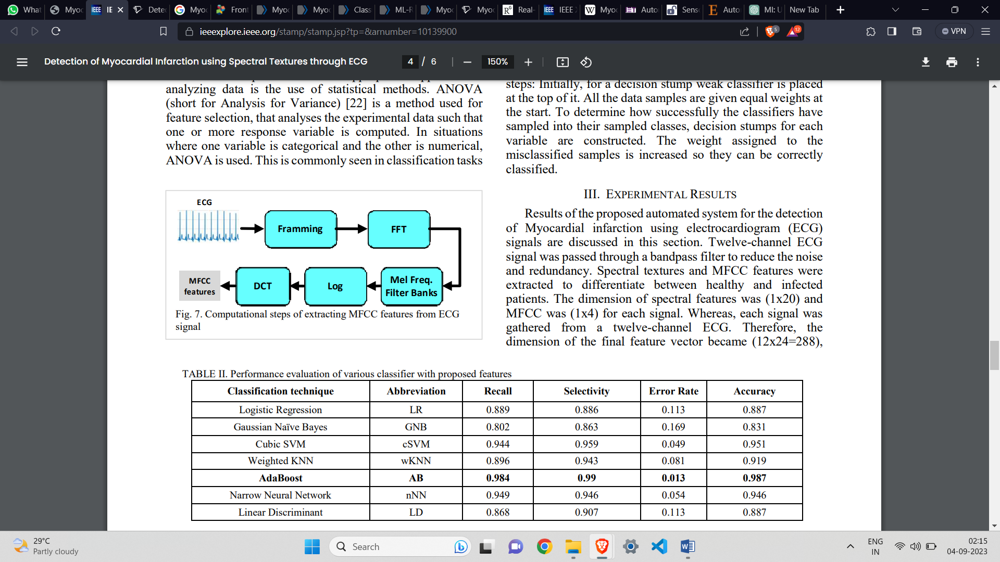 What
Myoc
IEEE
IE
Detec
Myoc
Front
Myoc
Myoc
Class
ML-R
Myoc
Myoc
Real-
IEEE
IEEE
Myoc
Auto
Sens
Auto
MI: U
New Tab
ieeexplore.ieee.org/stamp/stamp.jsp?tp=&arnumber=10139900
5
12
VPN
Detection of Myocardial Infarction using Spectral Textures through ECG
4 / 6
150%
analyzing data is the use of statistical methods. ANOVA
(short for Analysis for Variance) [22] is a method used for
feature selection, that analyses the experimental data such that
one or more response variable is computed. In situations
where one variable is categorical and the other is numerical,
ANOVA is used. This is commonly seen in classification tasks
ECG
Framming
FFT
MFCC
features
DCT
Log
Mel Freq.
Filter Banks
Fig. 7. Computational steps of extracting MFCC features from ECG
signal
steps: Initially, for a decision stump weak classifier is placed
at the top of it. All the data samples are given equal weights at
the start. To determine how successfully the classifiers have
sampled into their sampled classes, decision stumps for each
variable are constructed. The weight assigned to the
misclassified samples is increased so they can be correctly
classified.
III. EXPERIMENTAL RESULTS
Results of the proposed automated system for the detection
of Myocardial infarction using electrocardiogram (ECG)
signals are discussed in this section. Twelve-channel ECG
signal was passed through a bandpass filter to reduce the noise
and redundancy. Spectral textures and MFCC features were
extracted to differentiate between healthy and infected
patients. The dimension of spectral features was (1x20) and
MFCC was (1x4) for each signal. Whereas, each signal was
gathered from a twelve-channel ECG. Therefore, the
dimension of the final feature vector became (12x24=288),
TABLE II. Performance evaluation of various classifier with proposed features
Classification technique Abbreviation Recall Selectivity Error Rate Accuracy
Logistic Regression LR 0.889 0.886 0.113 0.887
Gaussian Naïve Bayes GNB 0.802 0.863 0.169 0.831
Cubic SVM cSVM 0.944 0.959 0.049 0.951
Weighted KNN wKNN 0.896 0.943 0.081 0.919
AdaBoost AB 0.984 0.99 0.013 0.987
Narrow Neural Network nNN 0.949 0.946 0.054 0.946
Linear Discriminant LD 0.868 0.907 0.113 0.887
29°C
Partly cloudy
Search
ENG
IN
02:15
04-09-2023